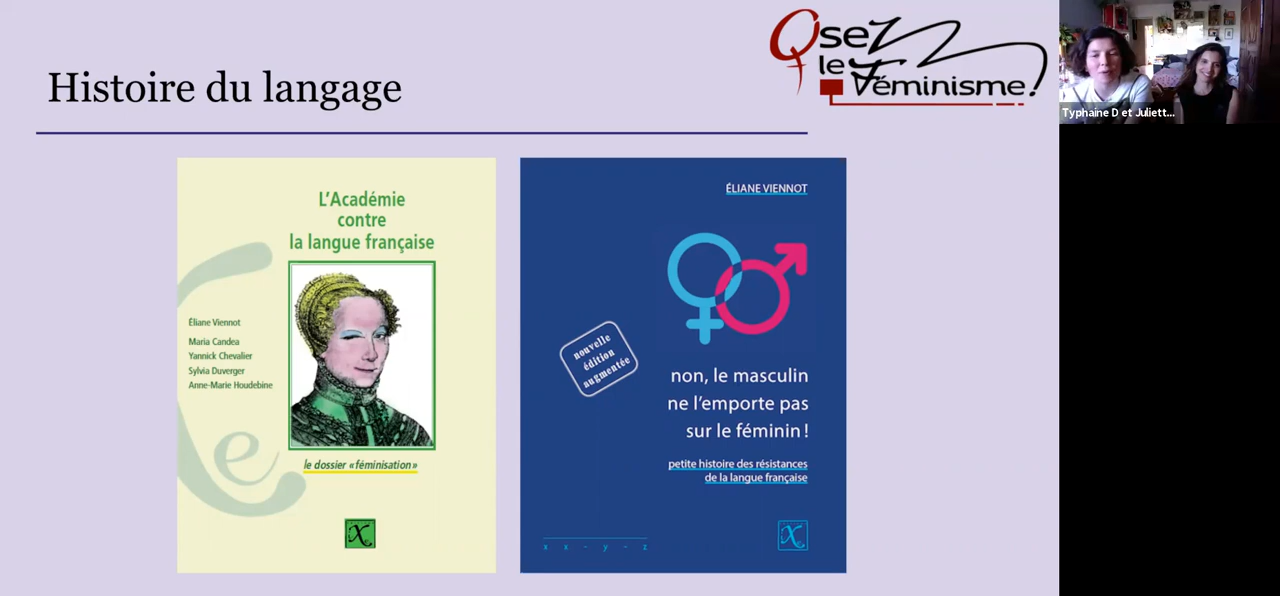 Histoire du langage
Osez
le Féminisme !
Typhaine D et Juliett...
L'Académie
contre
la langue française
Éliane Viennot
Maria Candea
Yannick Chevalier
Sylvia Duverger
Anne-Marie Houdebine
le dossier «féminisation»
ÉLIANE VIENNOT
nouvelle
édition
augmentée
non, le masculin
ne l'emporte pas
sur le féminin !
petite histoire des résistances
de la langue française
x x - y - z